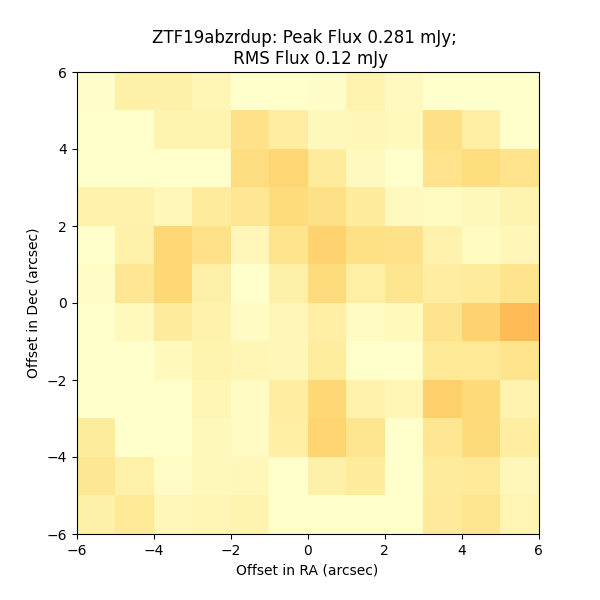 ZTF19abzrdup: Peak Flux 0.281 mJy;
RMS Flux 0.12 mJy
6
4
2
0
−2
−4
−6
Offset in Dec (arcsec)
−6 −4 −2 0 2 4 6
Offset in RA (arcsec)